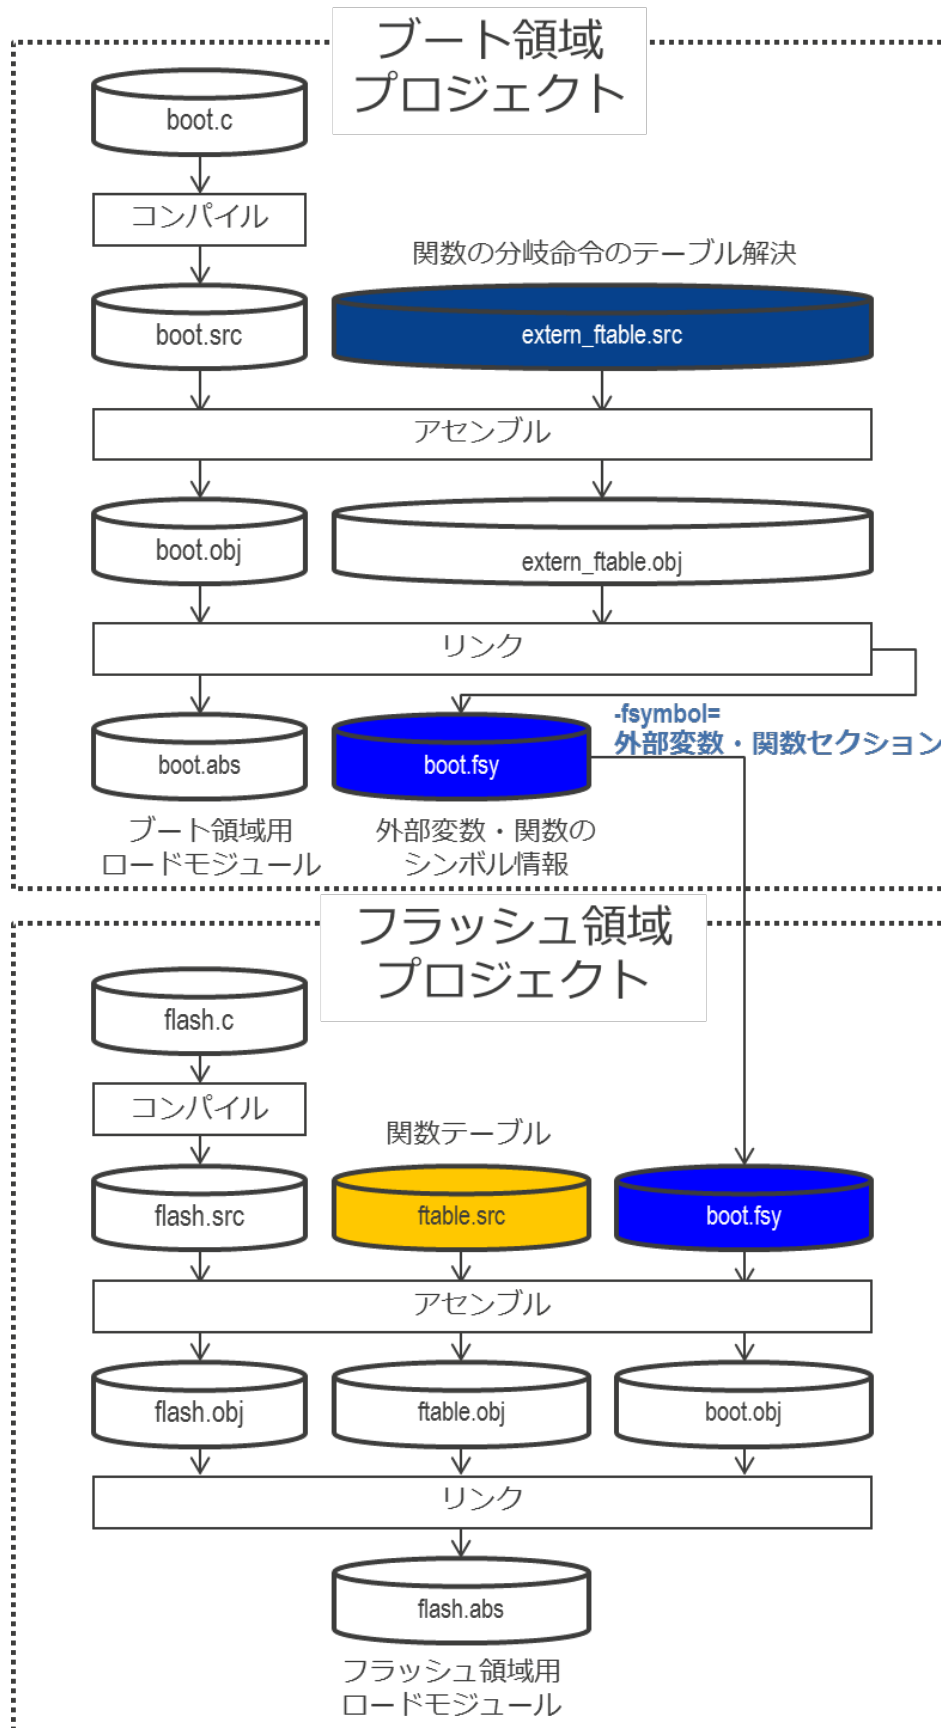 ブート領域
プロジェクト
boot.c
コンパイル
関数の分岐命令のテーブル解決
boot.src
extern_ftable.src
アセンブル
boot.obj
extern_ftable.obj
リンク
-fsymbol=
外部変数・関数セクション
boot.abs
boot.fsy
ブート領域用
ロードモジュール
外部変数・関数の
シンボル情報
フラッシュ領域
プロジェクト
flash.c
コンパイル
関数テーブル
flash.src
ftable.src
boot.fsy
アセンブル
flash.obj
ftable.obj
boot.obj
リンク
flash.abs
フラッシュ領域用
ロードモジュール